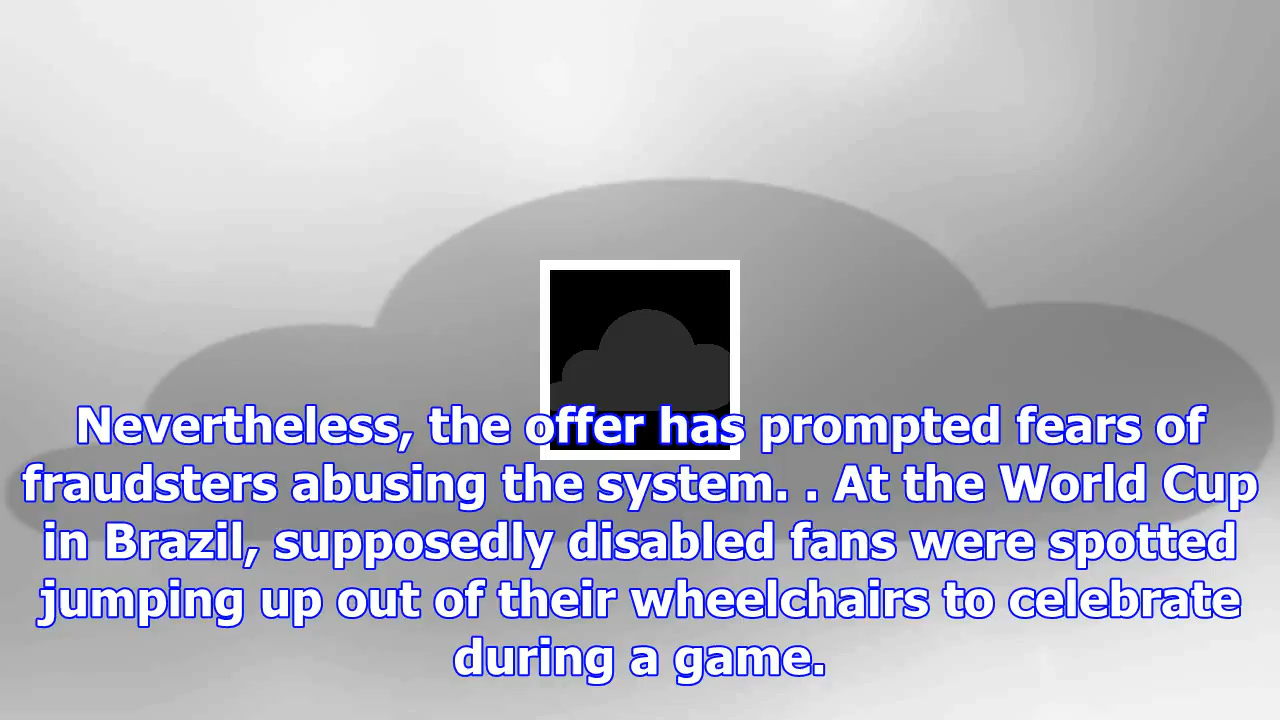 Nevertheless, the offer has prompted fears of
fraudsters abusing the system. . At the World Cup
in Brazil, supposedly disabled fans were spotted
jumping up out of their wheelchairs to celebrate
during a game.